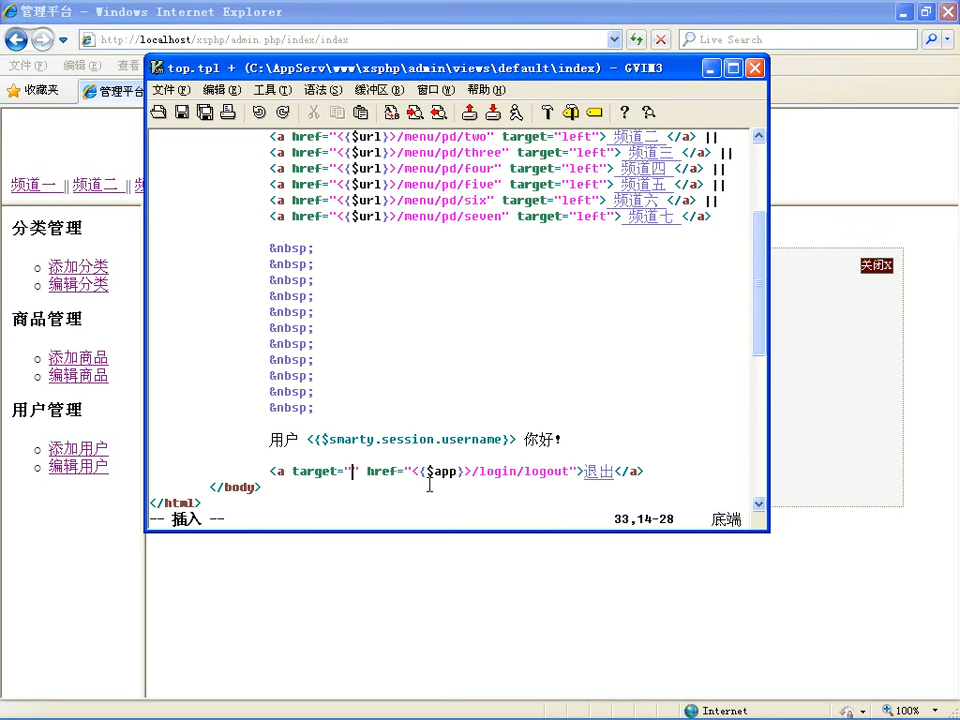 管理平台 - Windows Internet Explorer
http://localhost/xsphp/admin.php/index/index
Live Search
文件(F) 编辑(E) 查看
收藏夹 管理平台
频道一 || 频道二 || 频
分类管理
添加分类
编辑分类
商品管理
添加商品
编辑商品
用户管理
添加用户
编辑用户
关闭X
top.tpl + (C:\AppServ\www\xsphp\admin\views\default\index) - GVIM3
文件(F) 编辑(E) 工具(T) 语法(S) 缓冲区(B) 窗口(W) 帮助(H)
<a href="<{$url}>/menu/pd/two" target="left"> 频道二 </a> ||
<a href="<{$url}>/menu/pd/three" target="left"> 频道三 </a> ||
<a href="<{$url}>/menu/pd/four" target="left"> 频道四 </a> ||
<a href="<{$url}>/menu/pd/five" target="left"> 频道五 </a> ||
<a href="<{$url}>/menu/pd/six" target="left"> 频道六 </a> ||
<a href="<{$url}>/menu/pd/seven" target="left"> 频道七 </a>
&nbsp;
&nbsp;
&nbsp;
&nbsp;
&nbsp;
&nbsp;
&nbsp;
&nbsp;
&nbsp;
&nbsp;
&nbsp;
用户 <{$smarty.session.username}> 你好!
<a target="" href="<{$app}>/login/logout">退出</a>
</body>
</html>
-- 插入 --
33,14-28
底端
Internet
100%